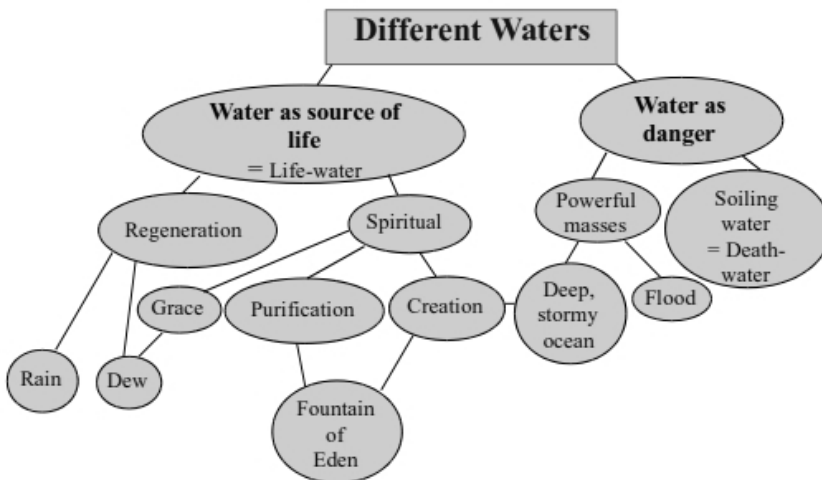 Different Waters
Water as source of
life
= Life-water
Water as
danger
Regeneration
Spiritual
Powerful
masses
Soiling
water
= Death-
water
Grace
Purification
Creation
Deep,
stormy
ocean
Flood
Rain
Dew
Fountain
of
Eden